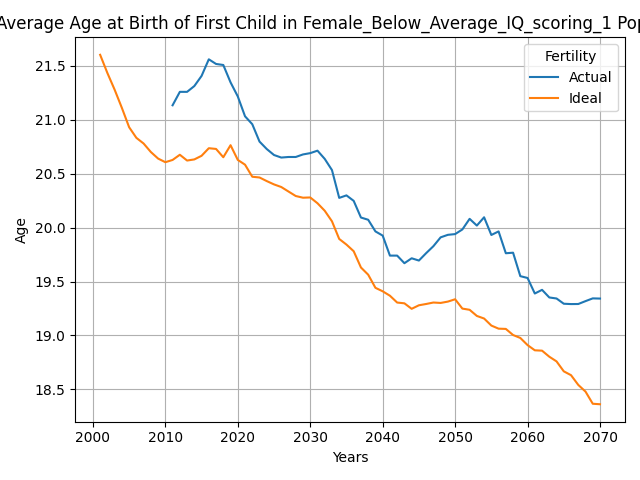 Average Age at Birth of First Child in Female_Below_Average_IQ_scoring_1
Fertility
Actual
Ideal
21.5
21.0
20.5
20.0
19.5
19.0
18.5
Age
2000 2010 2020 2030 2040 2050 2060 2070
Years